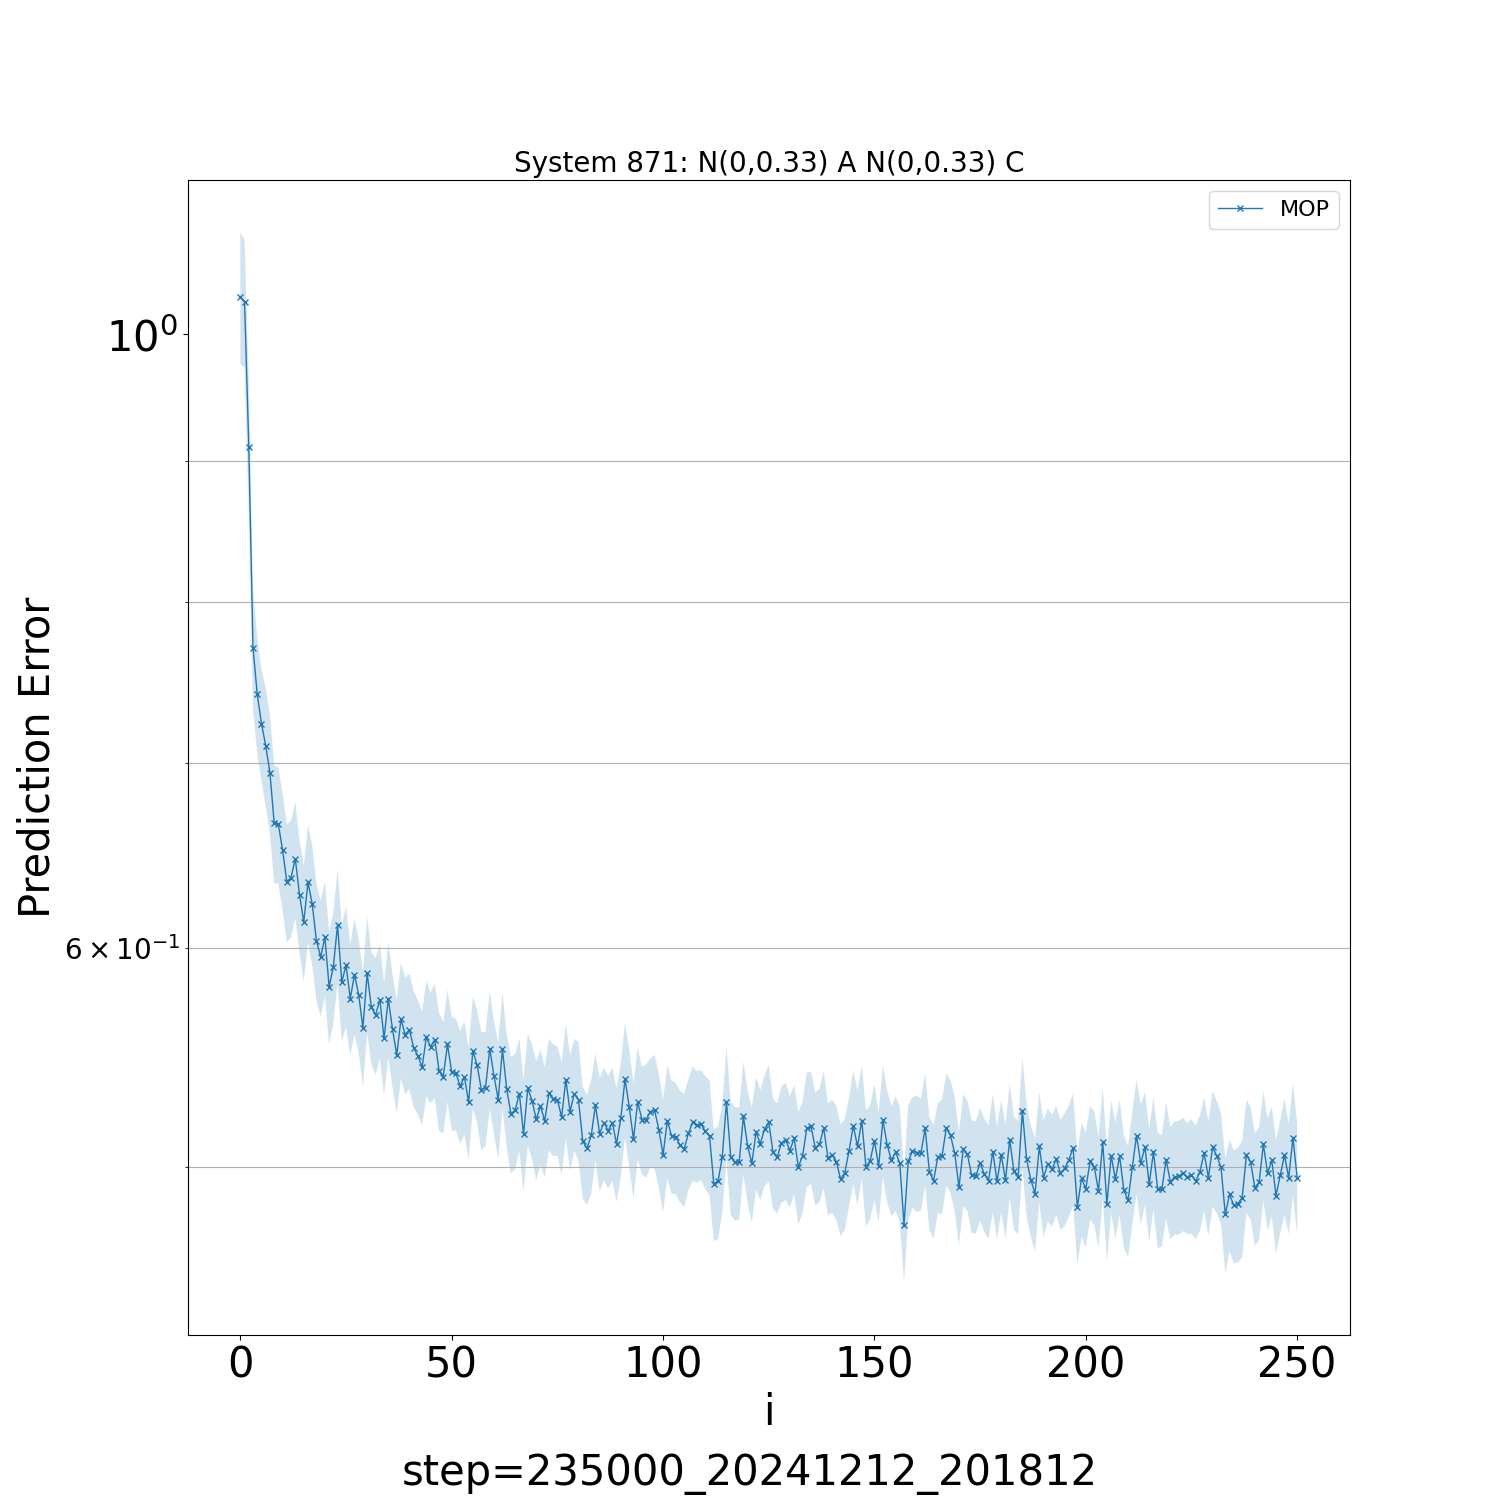 System 871: N(0,0.33) A N(0,0.33) C
MOP
10⁰
6 × 10⁻¹
Prediction Error
0 50 100 150 200 250
i
step=235000_20241212_201812